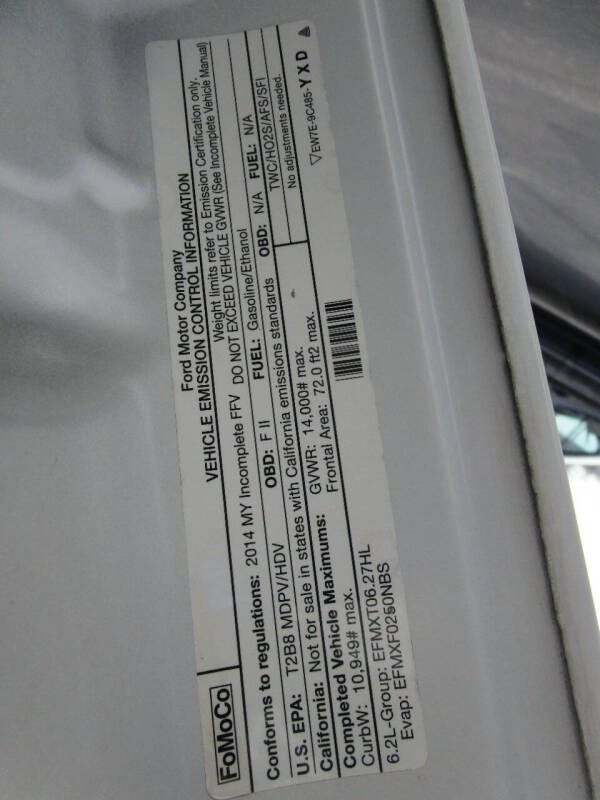 FoMoCo
Ford Motor Company
VEHICLE EMISSION CONTROL INFORMATION
Weight limits refer to Emission Certification only.
Conforms to regulations: 2014 MY Incomplete FFV DO NOT EXCEED VEHICLE GVWR (See Incomplete Vehicle Manual)
FUEL: Gasoline/Ethanol FUEL: N/A
U.S. EPA: T2B8 MDPV/HDV OBD: F II OBD: N/A TWC/HO2S/AFS/SFI
California: Not for sale in states with California emissions standards No adjustments needed.
Completed Vehicle Maximums: GVWR: 14,000# max.
CurbW: 10,949# max. Frontal Area: 72.0 ft2 max.
6.2L-Group: EFMXT06.27HL
Evap: EFMXF0250NBS
▽EW7E-9C485-YXD △